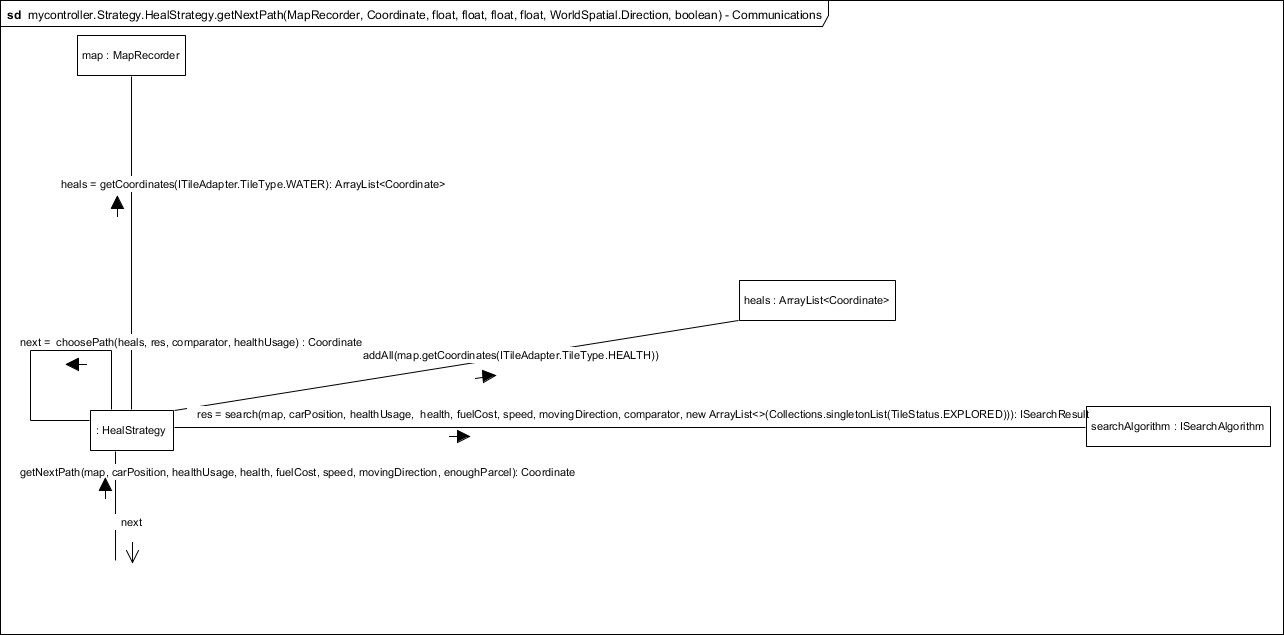 sd mycontroller.Strategy.HealStrategy.getNextPath(MapRecorder, Coordinate, float, float, float, float, WorldSpatial.Direction, boolean) - Communications
map : MapRecorder
heals = getCoordinates(ITileAdapter.TileType.WATER): ArrayList<Coordinate>
heals : ArrayList<Coordinate>
next =  choosePath(heals, res, comparator, healthUsage) : Coordinate
addAll(map.getCoordinates(ITileAdapter.TileType.HEALTH))
res = search(map, carPosition, healthUsage,  health, fuelCost, speed, movingDirection, comparator, new ArrayList<>(Collections.singletonList(TileStatus.EXPLORED))): ISearchResult
searchAlgorithm : ISearchAlgorithm
: HealStrategy
getNextPath(map, carPosition, healthUsage, health, fuelCost, speed, movingDirection, enoughParcel): Coordinate
next